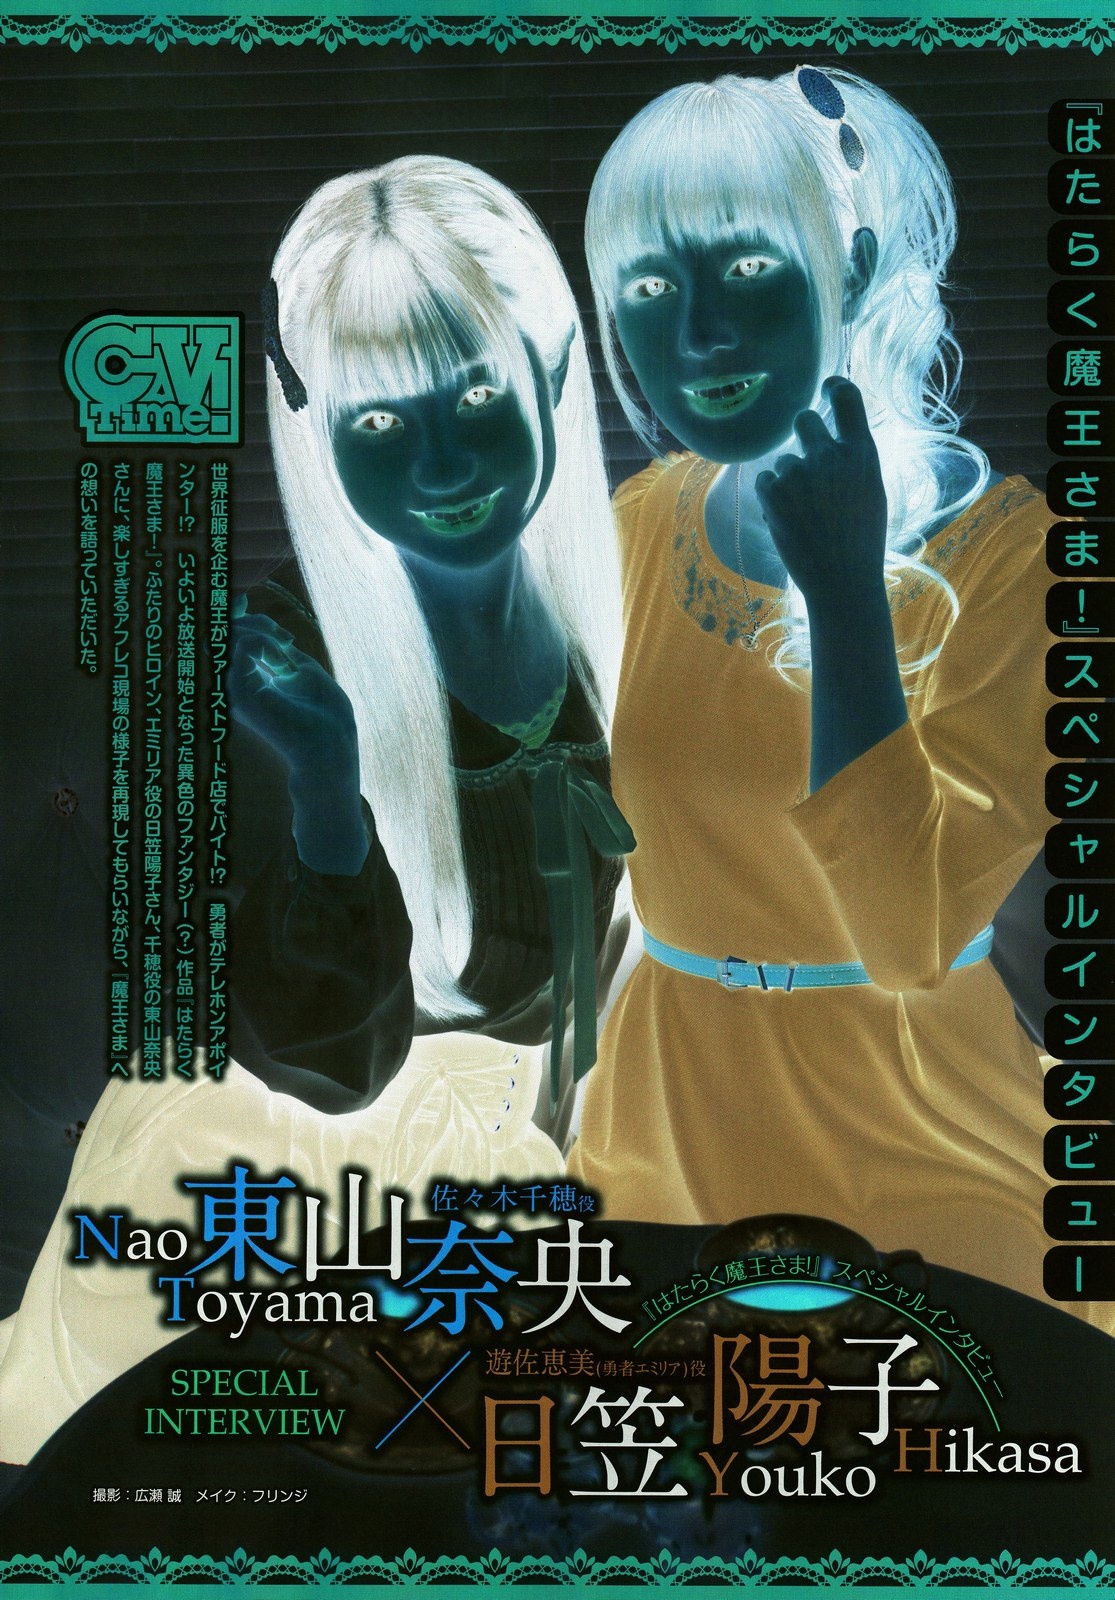 『はたらく魔王さま！』スペシャルインタビュー
CV Time!
世界征服を企む魔王がファーストフード店でバイト!?　勇者がテレホンアポイ
ンター!?　いよいよ放送開始となった異色のファンタジー（？）作品『はたらく
魔王さま！』。ふたりのヒロイン、エミリア役の日笠陽子さん、千穂役の東山奈央
さんに、楽しすぎるアフレコ現場の様子を再現してもらいながら、『魔王さま』へ
の想いを語っていただいた。
佐々木千穂役
東山奈央
Nao
Toyama
『はたらく魔王さま!』 スペシャルインタビュー
SPECIAL
INTERVIEW
×
遊佐恵美(勇者エミリア)役
日笠陽子
Youko Hikasa
撮影：広瀬 誠　メイク：フリンジ